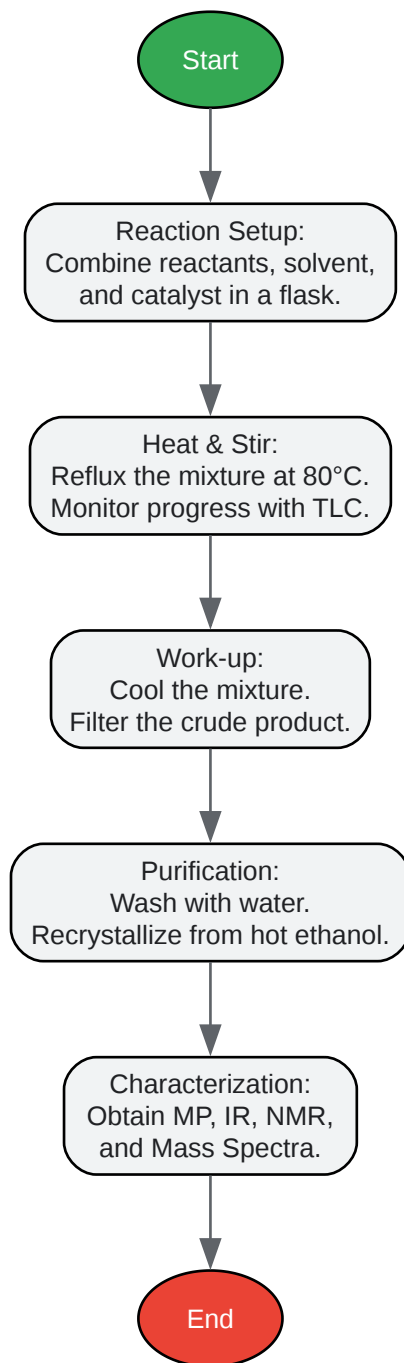 Start
Reaction Setup:
Combine reactants, solvent,
and catalyst in a flask.
Heat & Stir:
Reflux the mixture at 80°C.
Monitor progress with TLC.
Work-up:
Cool the mixture.
Filter the crude product.
Purification:
Wash with water.
Recrystallize from hot ethanol.
Characterization:
Obtain MP, IR, NMR,
and Mass Spectra.
End